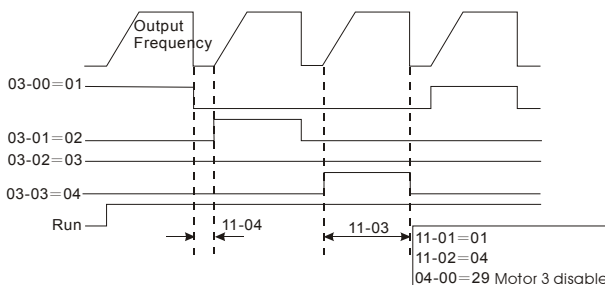 Output
Frequency
03-00=01
03-01=02
03-02=03
03-03=04
Run
11-04
11-03
11-01=01
11-02=04
04-00=29 Motor 3 disable